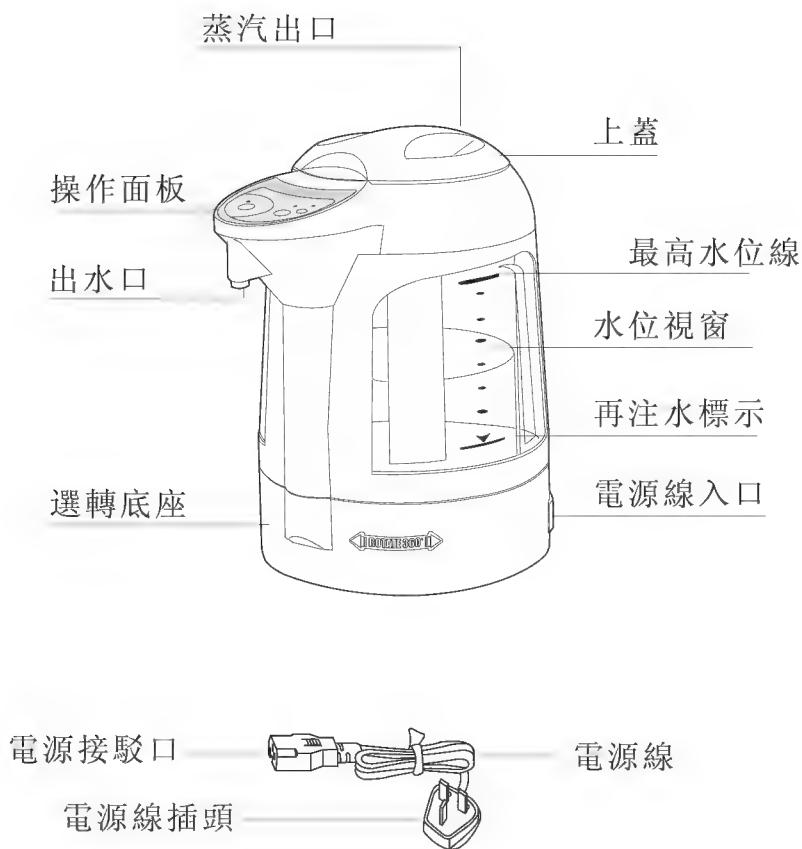 蒸汽出口
上蓋
操作面板
最高水位線
出水口
水位視窗
再注水標示
選轉底座
電源線入口
ROTATE 360°
電源接駁口
電源線
電源線插頭